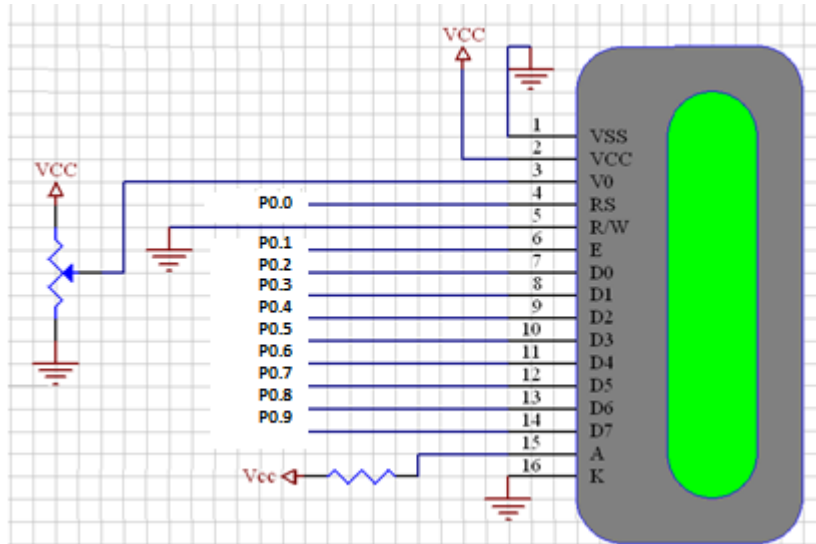 VCC
1 VSS
2 VCC
VCC
3 V0
P0.0 4 RS
5 R/W
P0.1 6 E
P0.2 7 D0
P0.3 8 D1
P0.4 9 D2
P0.5 10 D3
P0.6 11 D4
P0.7 12 D5
P0.8 13 D6
P0.9 14 D7
15 A
Vcc 16 K